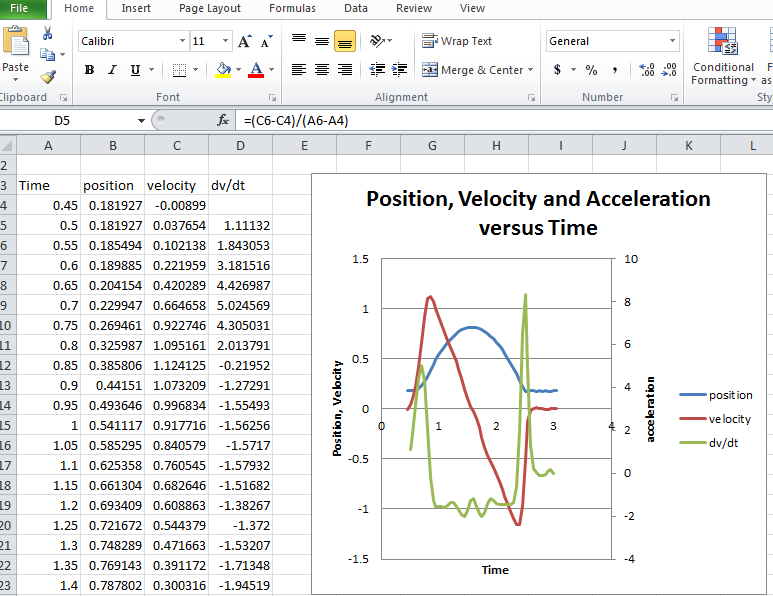 File Home Insert Page Layout Formulas Data Review View
Calibri 11 A A Wrap Text General
Paste B I U A Merge & Center $ % , .00 .0 Conditional
Formatting
Clipboard Font Alignment Number
D5 fx =(C6-C4)/(A6-A4)
A B C D E F G H I J K L
2
3 Time position velocity dv/dt
4 0.45 0.181927 -0.00899
5 0.5 0.181927 0.037654 1.11132
6 0.55 0.185494 0.102138 1.843053
7 0.6 0.189885 0.221959 3.181516
8 0.65 0.204154 0.420289 4.426987
9 0.7 0.229947 0.664658 5.024569
10 0.75 0.269461 0.922746 4.305031
11 0.8 0.325987 1.095161 2.013791
12 0.85 0.385806 1.124125 -0.21952
13 0.9 0.44151 1.073209 -1.27291
14 0.95 0.493646 0.996834 -1.55493
15 1 0.541117 0.917716 -1.56256
16 1.05 0.585295 0.840579 -1.5717
17 1.1 0.625358 0.760545 -1.57932
18 1.15 0.661304 0.682646 -1.51682
19 1.2 0.693409 0.608863 -1.38267
20 1.25 0.721672 0.544379 -1.372
21 1.3 0.748289 0.471663 -1.53207
22 1.35 0.769143 0.391172 -1.71348
23 1.4 0.787802 0.300316 -1.94519
Position, Velocity and Acceleration
versus Time
1.5
1
0.5
0
-0.5
-1
-1.5
Position, Velocity
0 1 2 3 4
Time
10
8
6
4
2
0
-2
-4
acceleration
position
velocity
dv/dt